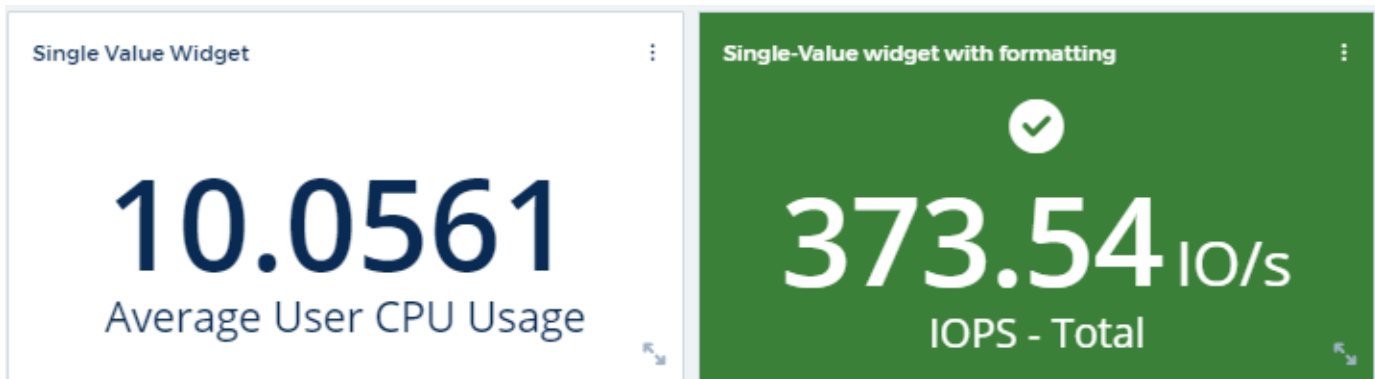 Single Value Widget
10.0561
Average User CPU Usage
Single-Value widget with formatting
373.54 IO/s
IOPS - Total